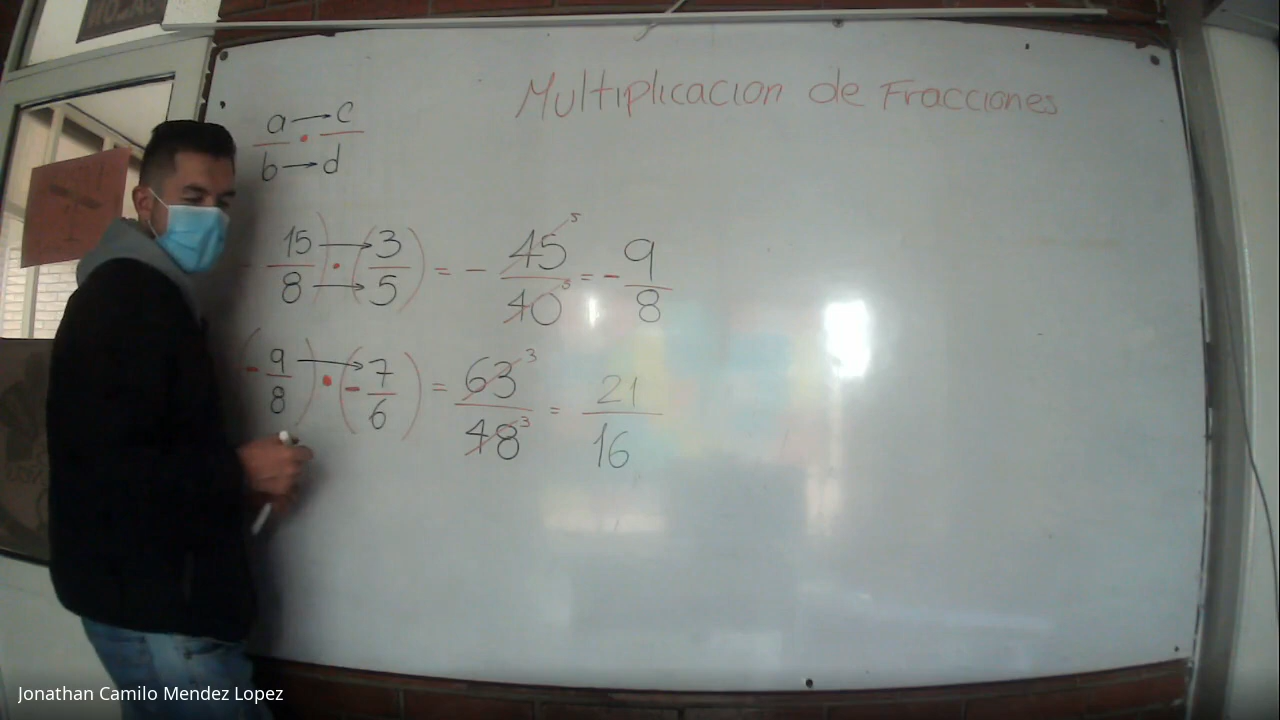 Multiplicacion de Fracciones
a → c
b → d
- (15/8) · (3/5) = - 45/40 = - 9/8
5
5
(- 9/8) · (- 7/6) = 63/48 = 21/16
3
3
Jonathan Camilo Mendez Lopez